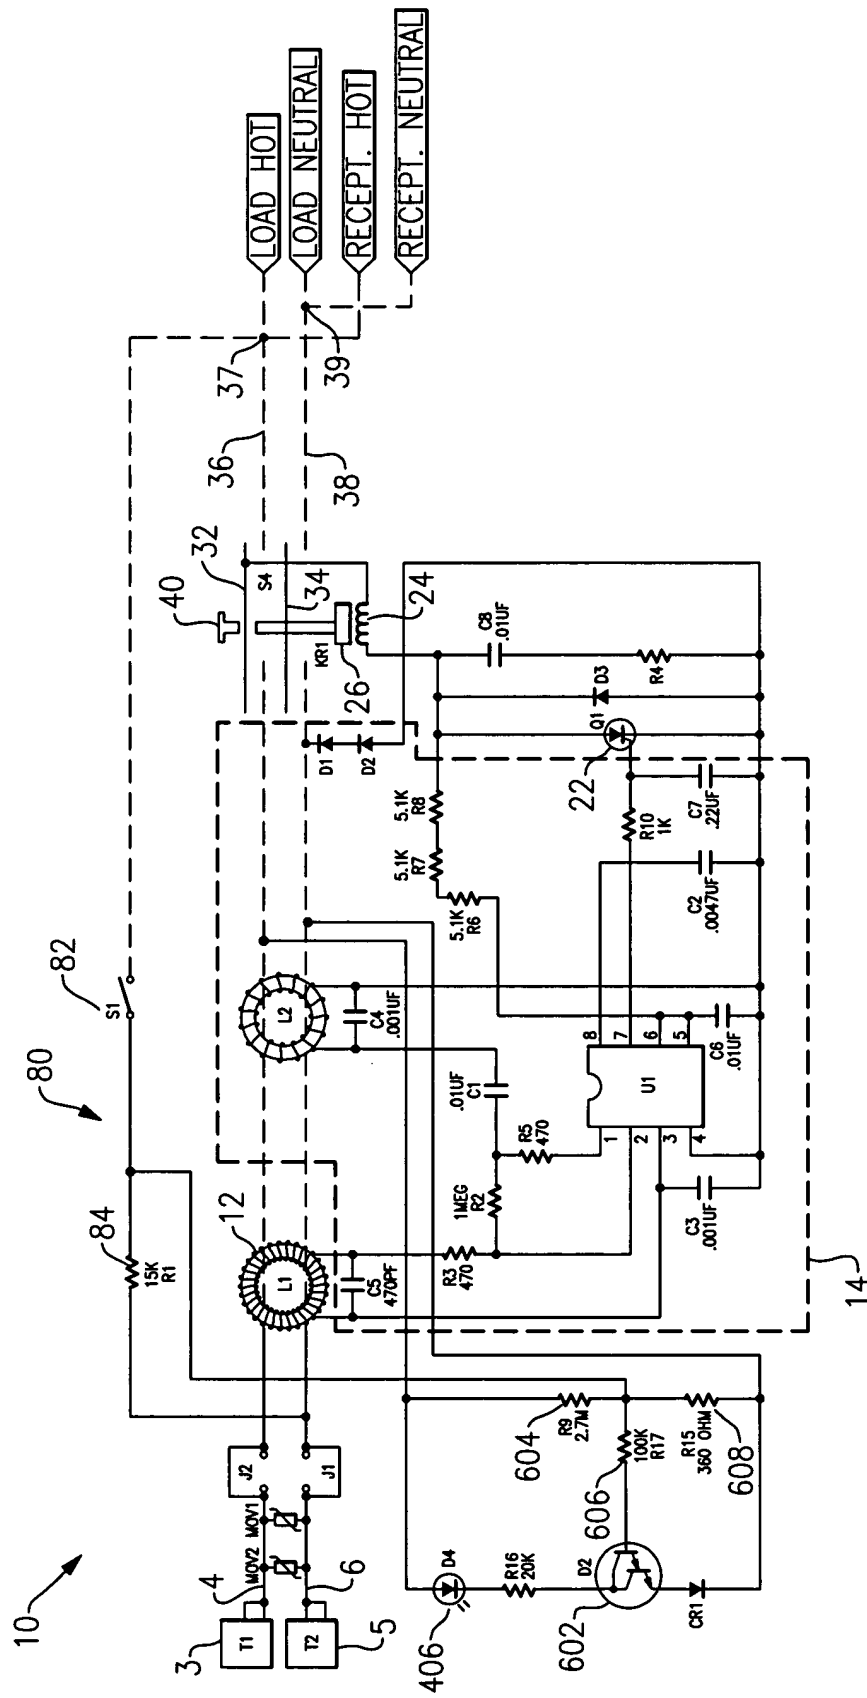 10
3
T1
4
MOV2
MOV1
J2
T2
5
6
J1
84
15K
R1
80
S1
82
12
L1
L2
C5
470PF
C4
.001UF
R3
470
1MEG
R2
R5
470
.01UF
C1
5.1K
R6
5.1K
R7
5.1K
R8
D1
D2
40
32
S4
34
KR1
26
24
36
37
38
39
LOAD HOT
LOAD NEUTRAL
RECEPT. HOT
RECEPT. NEUTRAL
C8
.01UF
R4
D3
Q1
22
R10
1K
C7
.22UF
C2
.0047UF
U1
1
2
3
4
8
7
6
5
C6
.01UF
C3
.001UF
14
406
D4
R16
20K
602
D2
CR1
604
R9
2.7M
606
100K
R17
R15
360 OHM
608